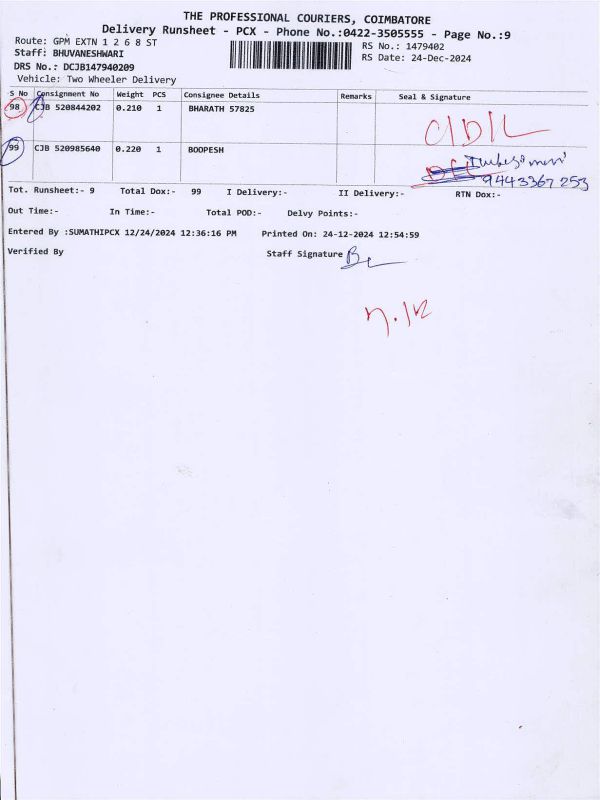 THE PROFESSIONAL COURIERS, COIMBATORE
Delivery Runsheet - PCX - Phone No.:0422-3505555 - Page No.:9
Route: GPM EXTN 1 2 6 8 ST
RS No.: 1479402
Staff: BHUVANESHWARI
RS Date: 24-Dec-2024
DRS No.: DCJB147940209
Vehicle: Two Wheeler Delivery
S No Consignment No Weight PCS Consignee Details Remarks Seal & Signature
98 CJB 520844202 0.210 1 BHARATH 57825
99 CJB 520985640 0.220 1 BOOPESH
9443367 253
Tot. Runsheet:- 9 Total Dox:- 99 I Delivery:- II Delivery:- RTN Dox:-
Out Time:- In Time:- Total POD:- Delvy Points:-
Entered By :SUMATHIPCX 12/24/2024 12:36:16 PM Printed On: 24-12-2024 12:54:59
Verified By Staff Signature